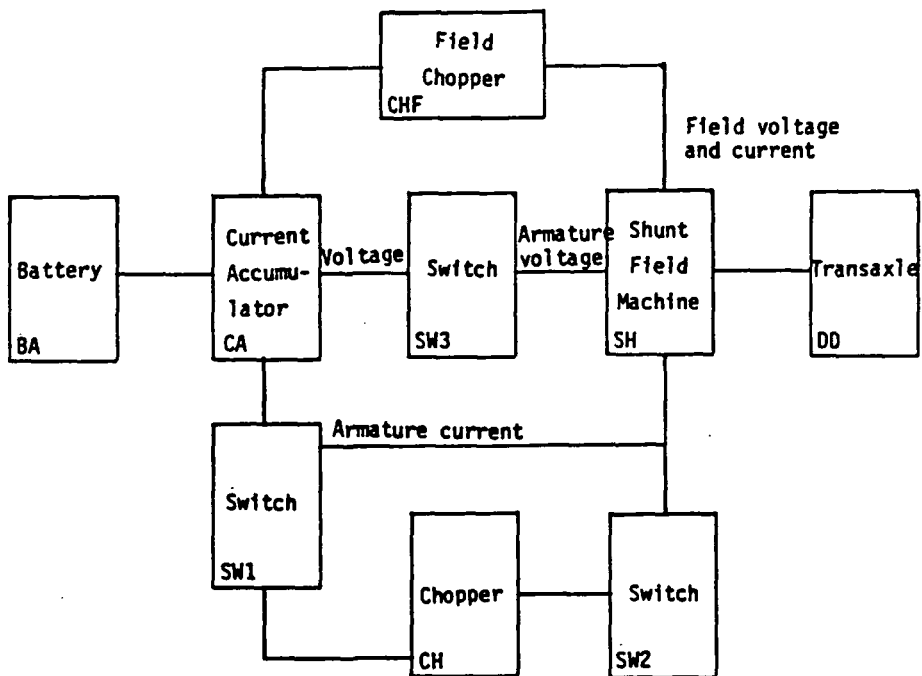 Field
Chopper
CHF
Field voltage
and current
Battery
BA
Current
Accumu-
lator
CA
Voltage
Switch
SW3
Armature
voltage
Shunt
Field
Machine
SH
Transaxle
DD
Armature current
Switch
SW1
Chopper
CH
Switch
SW2